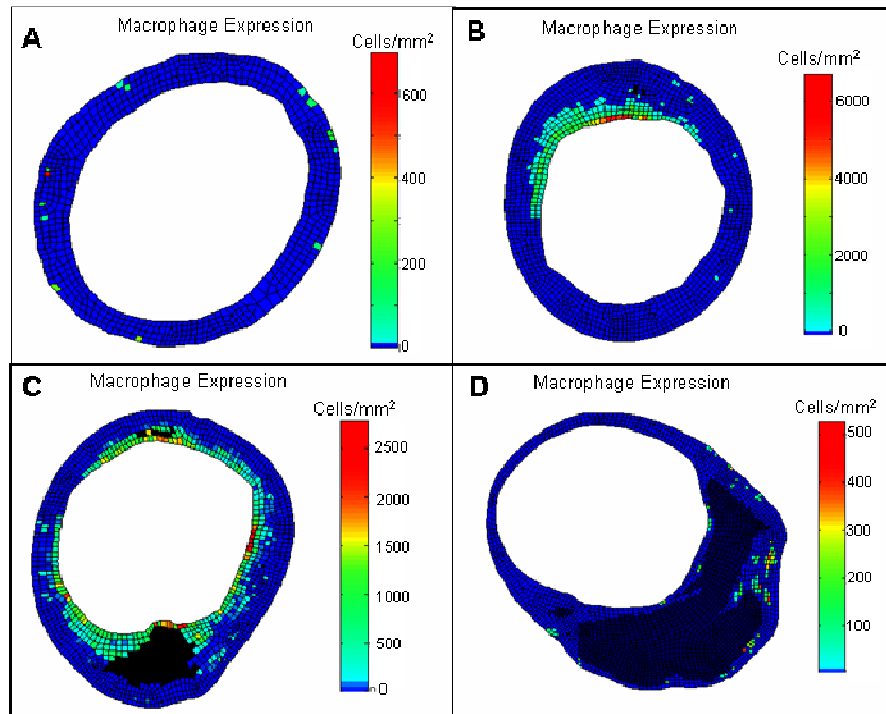 A
Macrophage Expression
Cells/mm²
600
400
200
0
B
Macrophage Expression
Cells/mm²
6000
4000
2000
0
C
Macrophage Expression
Cells/mm²
2500
2000
1500
1000
500
0
D
Macrophage Expression
Cells/mm²
500
400
300
200
100